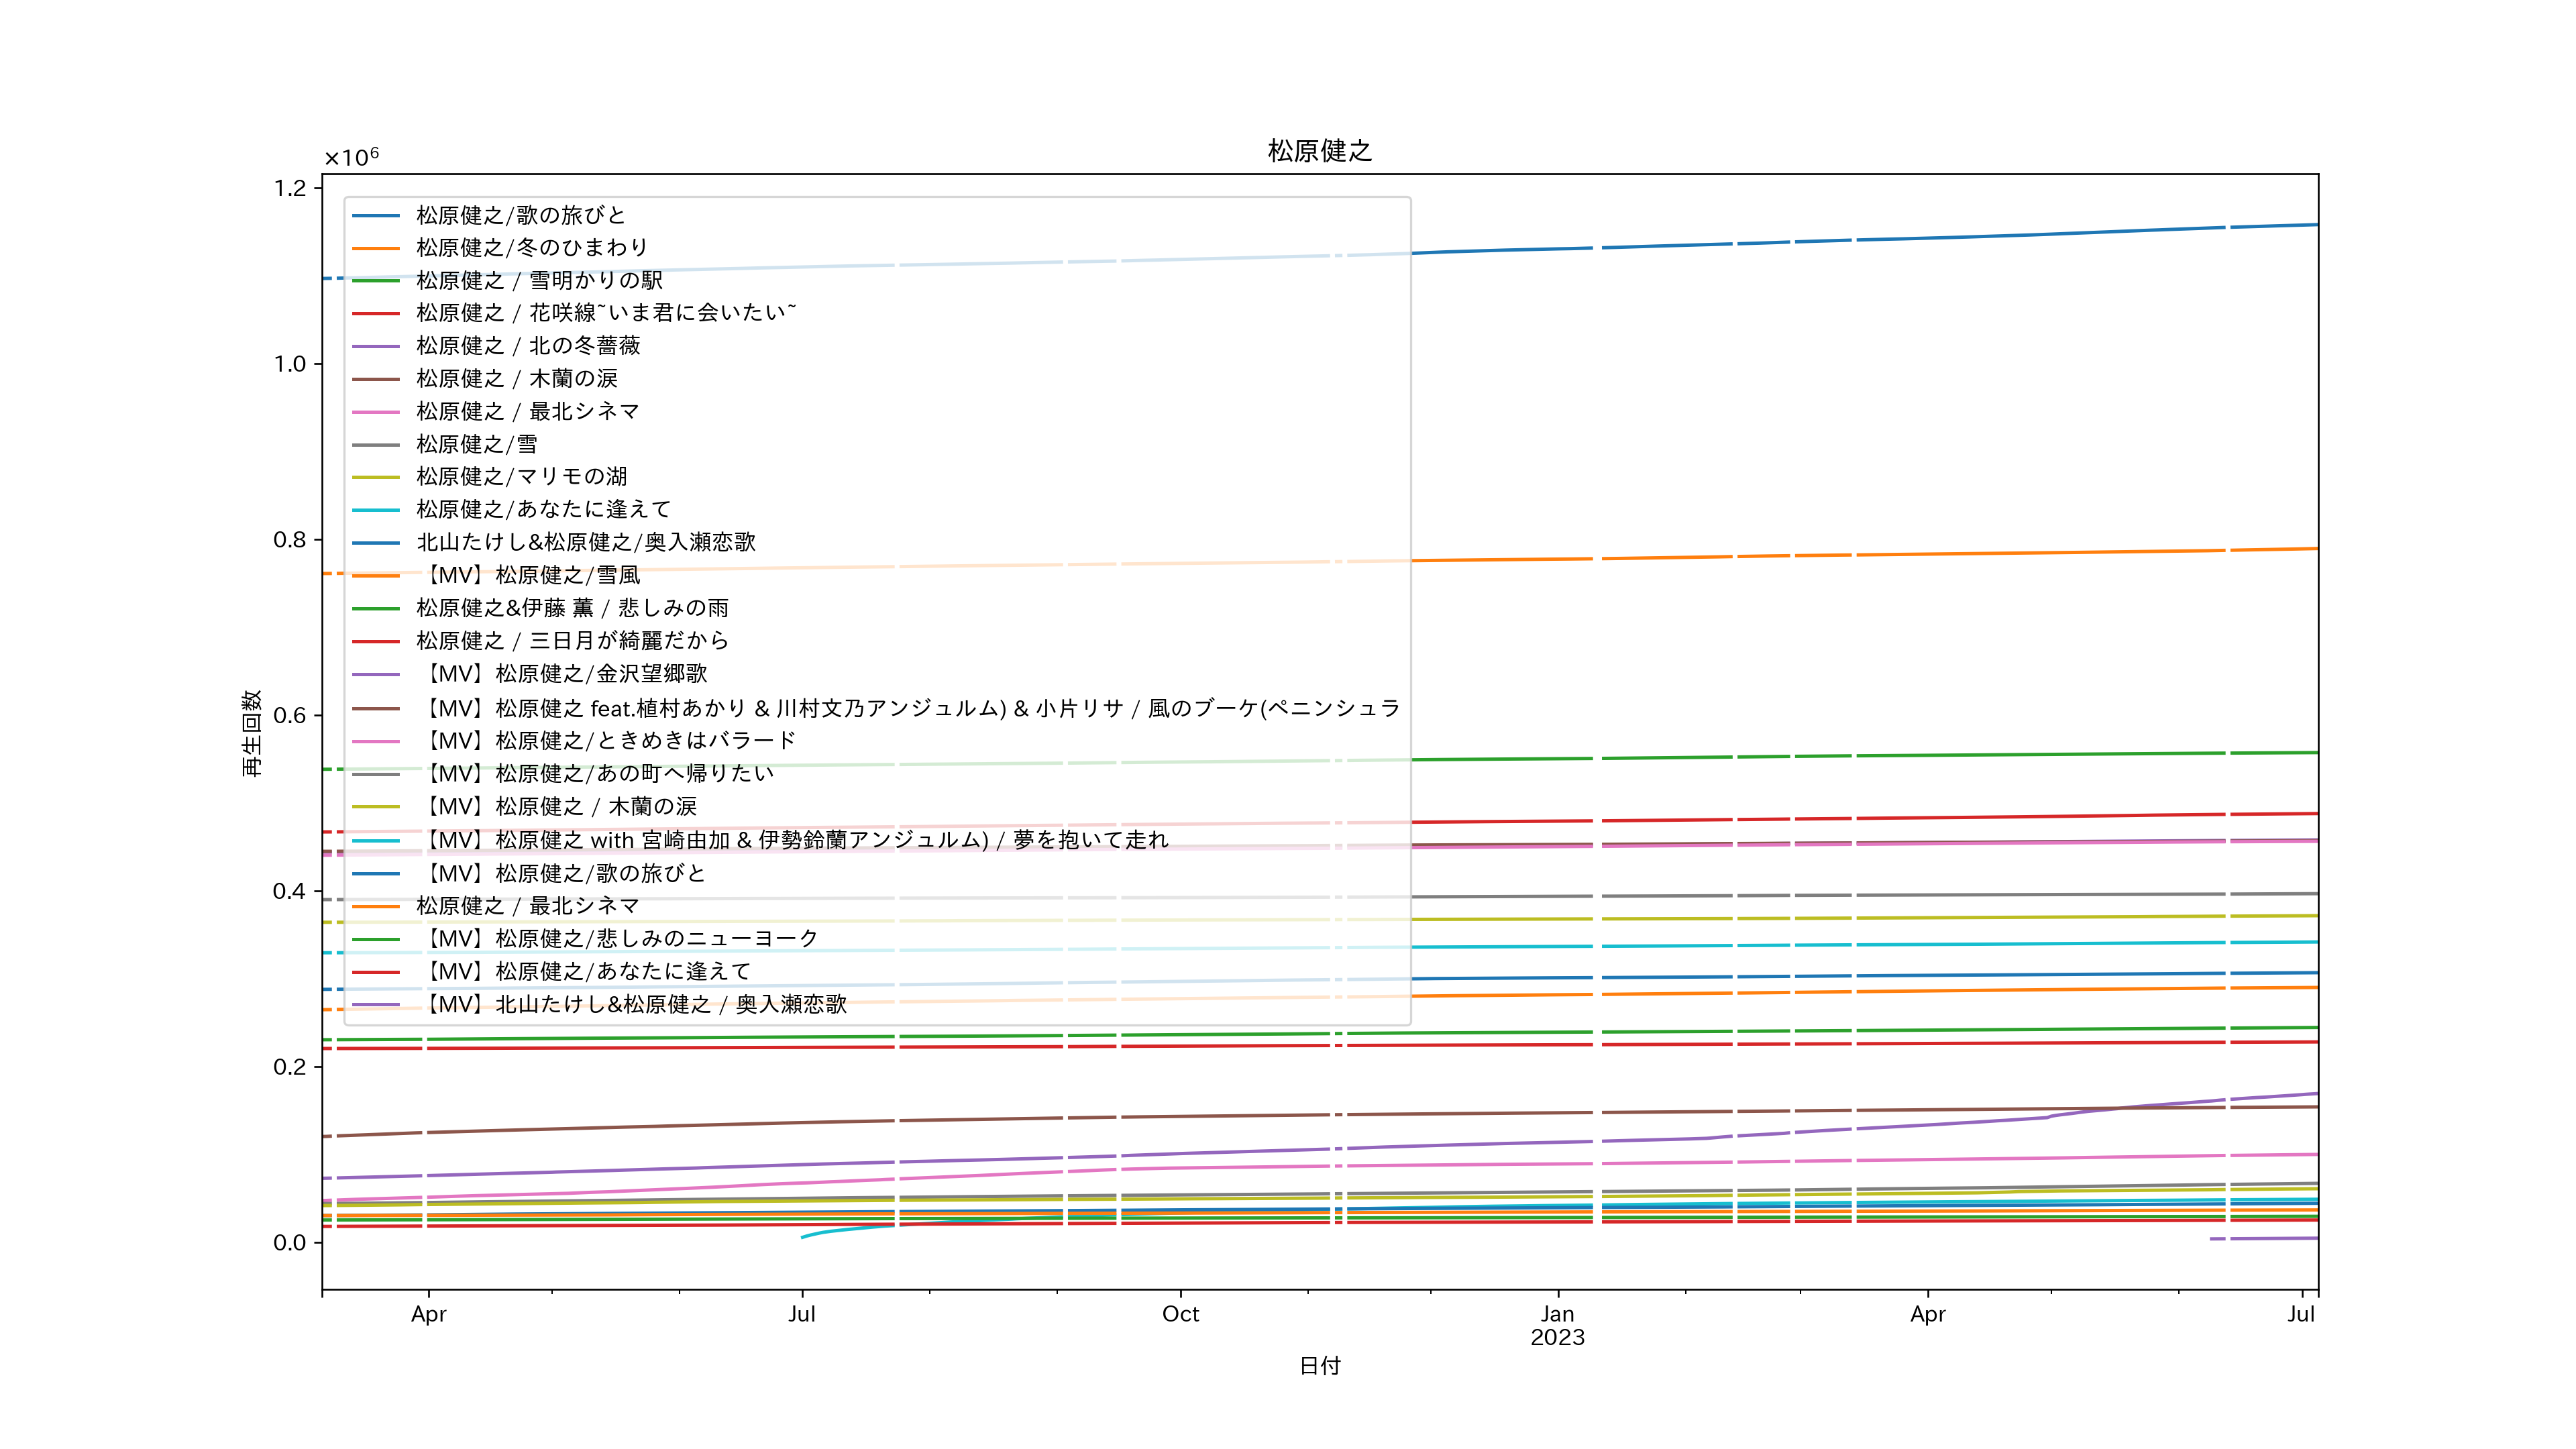 松原健之
×10⁶
1.2
1.0
0.8
0.6
0.4
0.2
0.0
再生回数
松原健之/歌の旅びと
松原健之/冬のひまわり
松原健之 / 雪明かりの駅
松原健之 / 花咲線~いま君に会いたい~
松原健之 / 北の冬薔薇
松原健之 / 木蘭の涙
松原健之 / 最北シネマ
松原健之/雪
松原健之/マリモの湖
松原健之/あなたに逢えて
北山たけし&松原健之/奥入瀬恋歌
【MV】松原健之/雪風
松原健之&伊藤 薫 / 悲しみの雨
松原健之 / 三日月が綺麗だから
【MV】松原健之/金沢望郷歌
【MV】松原健之 feat.植村あかり & 川村文乃アンジュルム) & 小片リサ / 風のブーケ(ペニンシュラ
【MV】松原健之/ときめきはバラード
【MV】松原健之/あの町へ帰りたい
【MV】松原健之 / 木蘭の涙
【MV】松原健之 with 宮崎由加 & 伊勢鈴蘭アンジュルム) / 夢を抱いて走れ
【MV】松原健之/歌の旅びと
松原健之 / 最北シネマ
【MV】松原健之/悲しみのニューヨーク
【MV】松原健之/あなたに逢えて
【MV】北山たけし&松原健之 / 奥入瀬恋歌
Apr Jul Oct Jan Apr Jul
2023
日付